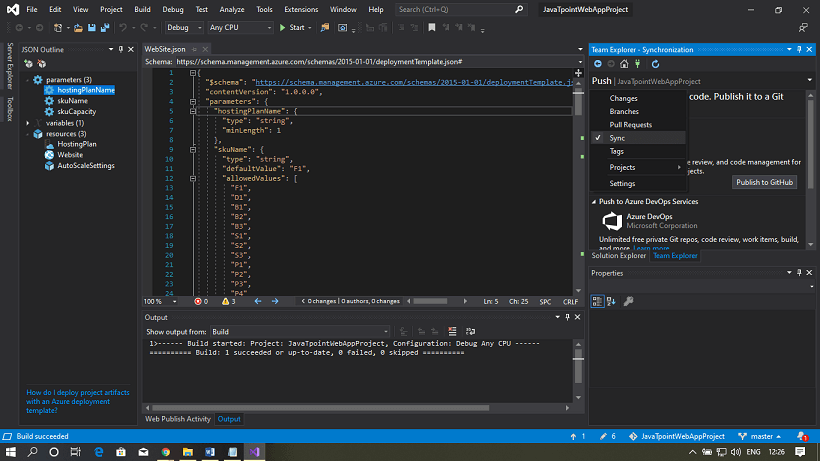 File Edit View Project Build Debug Test Analyze Tools Extensions Window Help Search (Ctrl+Q) JavaTpointWebAppProject
Debug Any CPU Start
Server Explorer
Toolbox
JSON Outline
parameters (3)
hostingPlanName
skuName
skuCapacity
variables (1)
resources (3)
HostingPlan
Website
AutoScaleSettings
How do I deploy project artifacts
with an Azure deployment
template?
WebSite.json
Schema: https://schema.management.azure.com/schemas/2015-01-01/deploymentTemplate.json#
1 {
2 "$schema": "https://schema.management.azure.com/schemas/2015-01-01/deploymentTemplate.js
3 "contentVersion": "1.0.0.0",
4 "parameters": {
5 "hostingPlanName": {
6 "type": "string",
7 "minLength": 1
8 },
9 "skuName": {
10 "type": "string",
11 "defaultValue": "F1",
12 "allowedValues": [
13 "F1",
14 "D1",
15 "B1",
16 "B2",
17 "B3",
18 "S1",
19 "S2",
20 "S3",
21 "P1",
22 "P2",
23 "P3",
24 "P4"
100 % 0 3 0 changes | 0 authors, 0 changes Ln: 5 Ch: 25 SPC CRLF
Output
Show output from: Build
1>------ Build started: Project: JavaTpointWebAppProject, Configuration: Debug Any CPU ------
========== Build: 1 succeeded or up-to-date, 0 failed, 0 skipped ==========
Web Publish Activity Output
Team Explorer - Synchronization
Push | JavaTpointWebAppProject
Changes
Branches
Pull Requests
Sync
Tags
Projects
Settings
code. Publish it to a Git
e review, and code management for
jects.
Publish to GitHub
Push to Azure DevOps Services
Azure DevOps
Microsoft Corporation
Unlimited free private Git repos, code review, work items, build,
and more. Learn more
Solution Explorer Team Explorer
Properties
Build succeeded 1 6 JavaTpointWebAppProject master 1
ENG 12:26